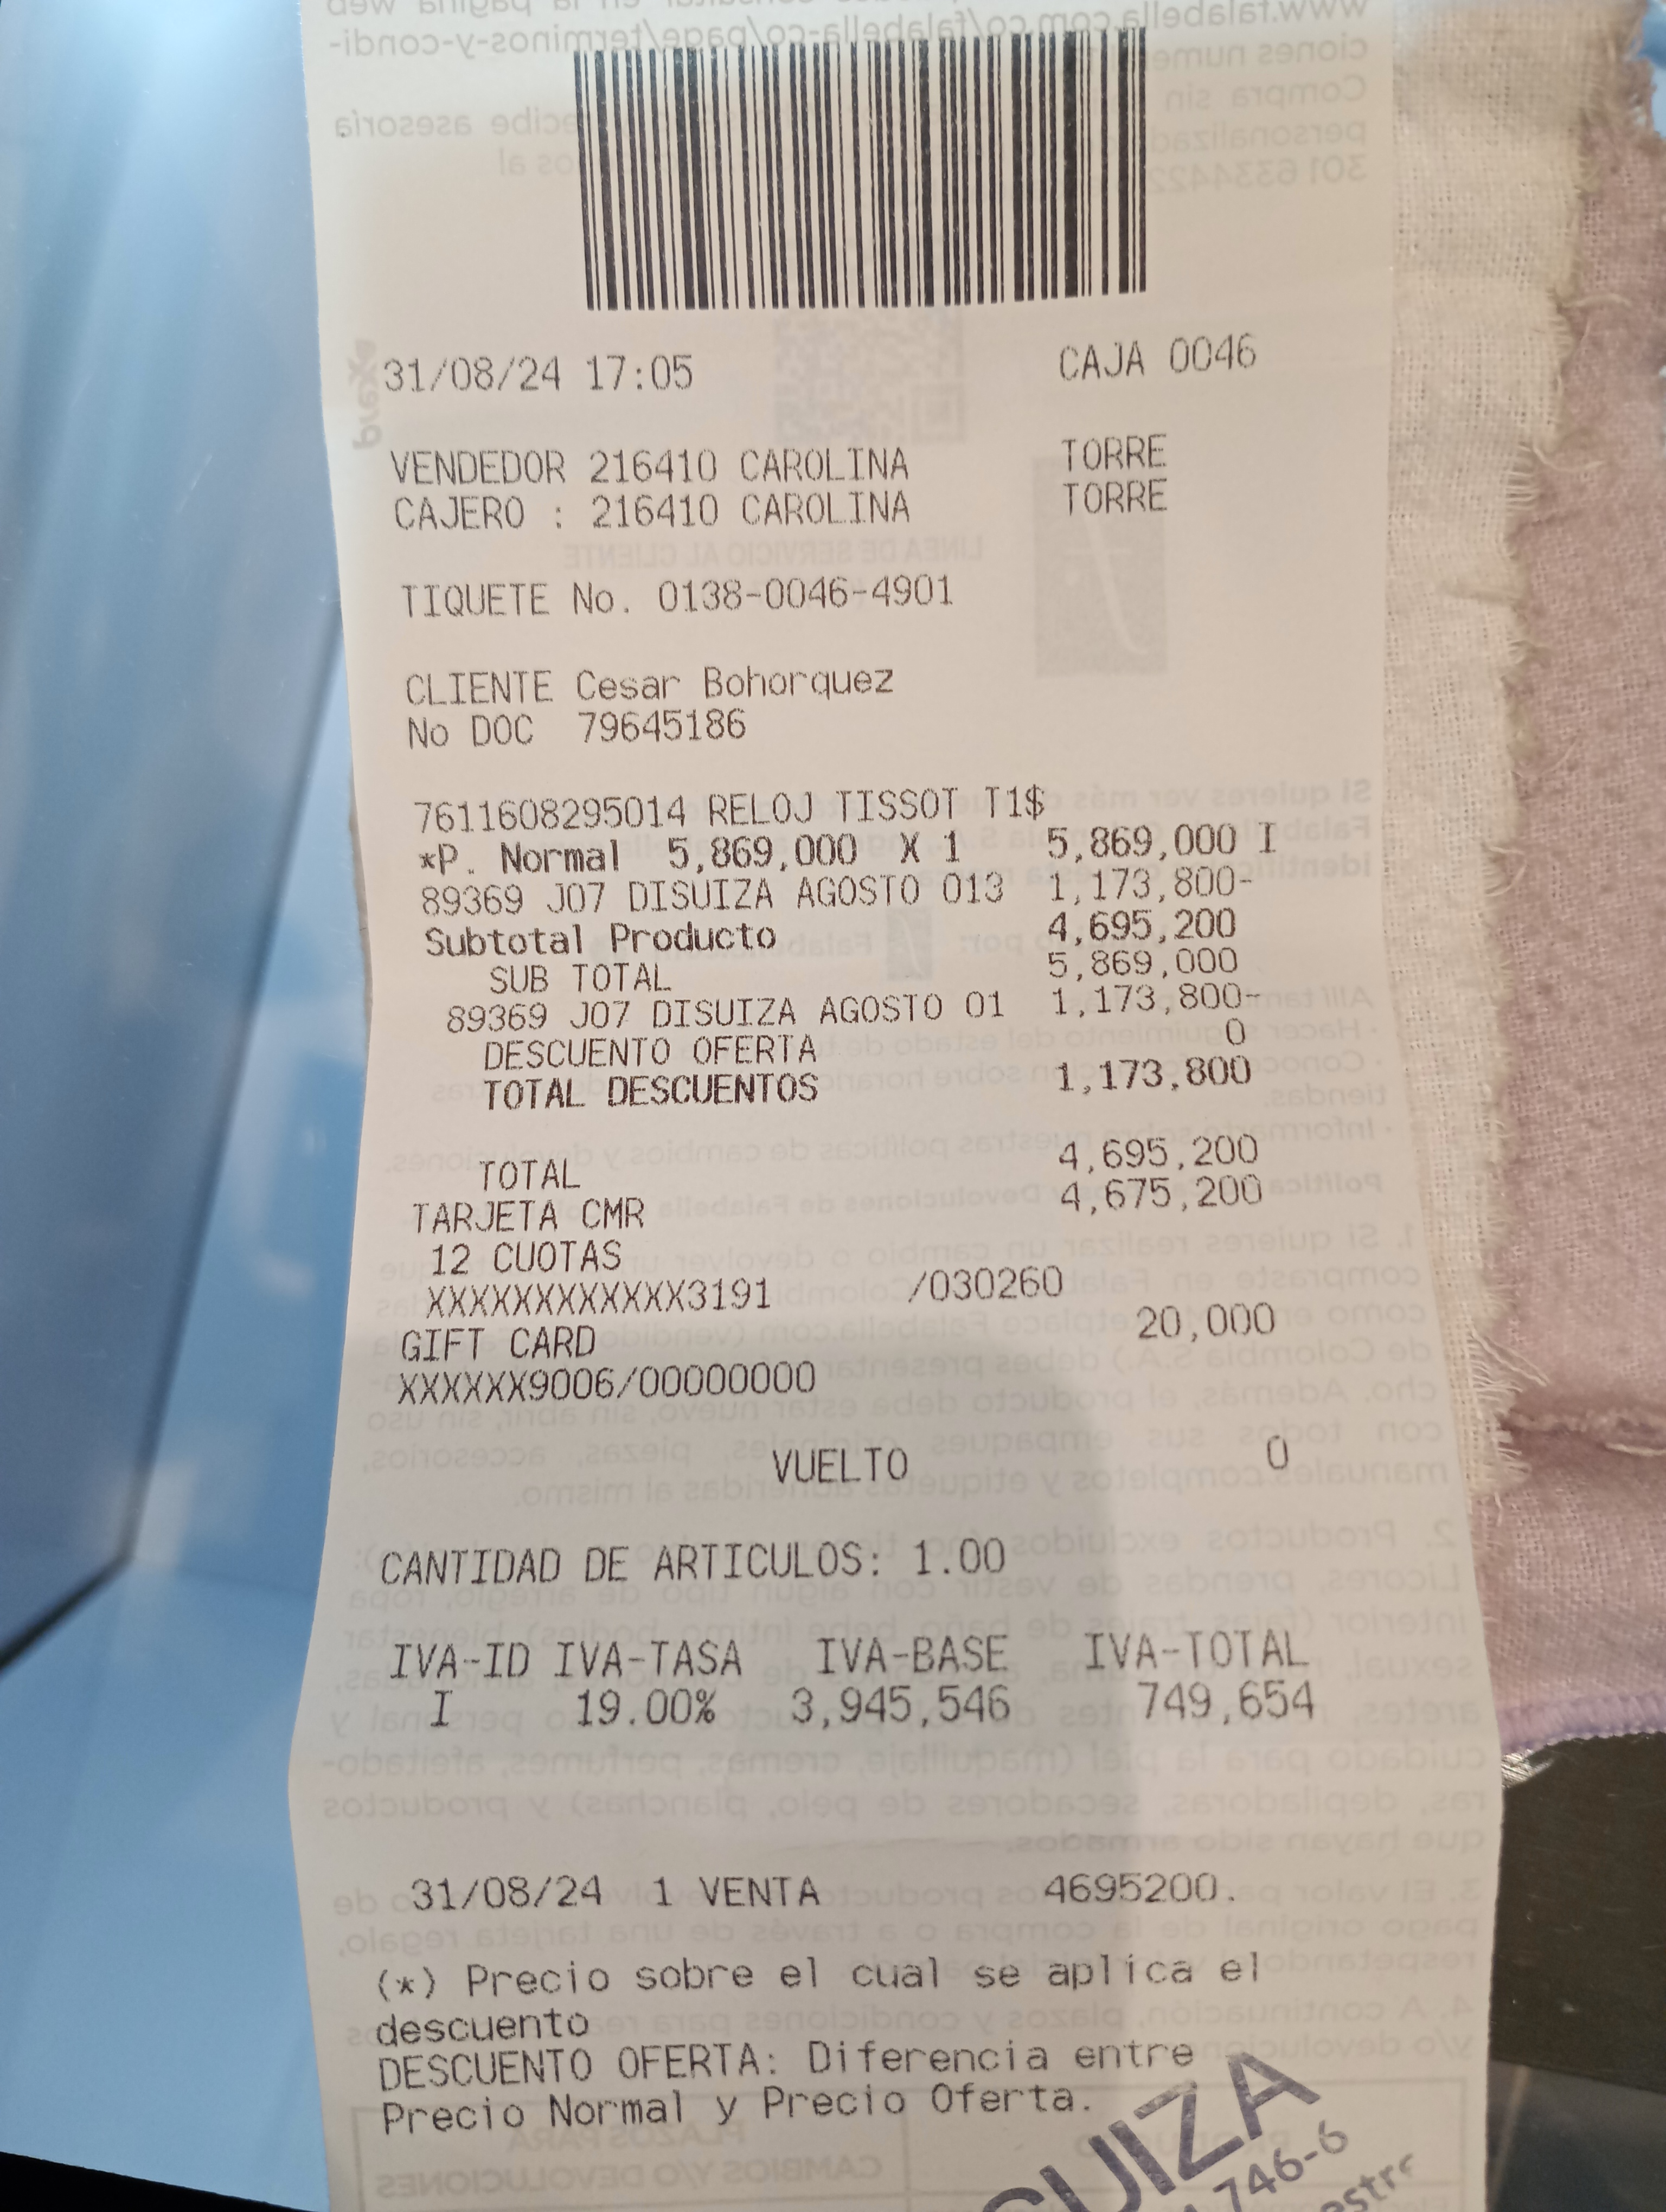 31/08/24 17:05 CAJA 0046
VENDEDOR 216410 CAROLINA TORRE
CAJERO : 216410 CAROLINA TORRE
TIQUETE No. 0138-0046-4901
CLIENTE Cesar Bohorquez
No DOC 79645186
7611608295014 RELOJ TISSOT T1$
*P. Normal 5,869,000 X 1 5,869,000 I
89369 J07 DISUIZA AGOSTO 013 1,173,800-
Subtotal Producto 4,695,200
SUB TOTAL 5,869,000
89369 J07 DISUIZA AGOSTO 01 1,173,800-
DESCUENTO OFERTA 0
TOTAL DESCUENTOS 1,173,800
TOTAL 4,695,200
TARJETA CMR 4,675,200
12 CUOTAS
XXXXXXXXXXXX3191 /030260
GIFT CARD 20,000
XXXXXX9006/00000000
VUELTO 0
CANTIDAD DE ARTICULOS: 1.00
IVA-ID IVA-TASA IVA-BASE IVA-TOTAL
I 19.00% 3,945,546 749,654
31/08/24 1 VENTA 4695200.
(*) Precio sobre el cual se aplica el
descuento
DESCUENTO OFERTA: Diferencia entre
Precio Normal y Precio Oferta.
UIZA
746-6